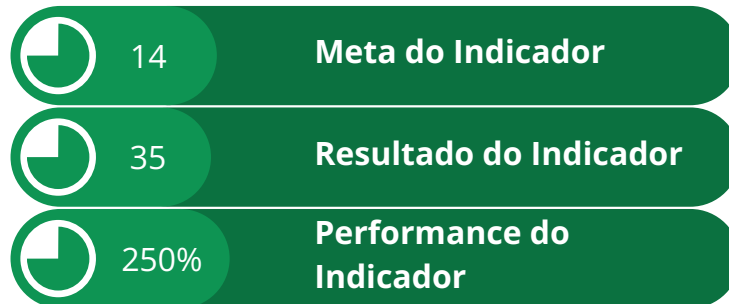 14 Meta do Indicador
35 Resultado do Indicador
250% Performance do
Indicador